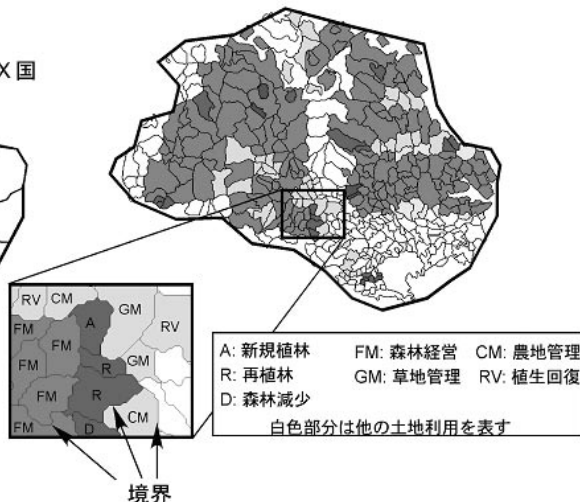 X国
RV CM GM
FM A RV
FM
FM R GM
FM R
CM
FM D
A: 新規植林 FM: 森林経営 CM: 農地管理
R: 再植林 GM: 草地管理 RV: 植生回復
D: 森林減少
白色部分は他の土地利用を表す
境界